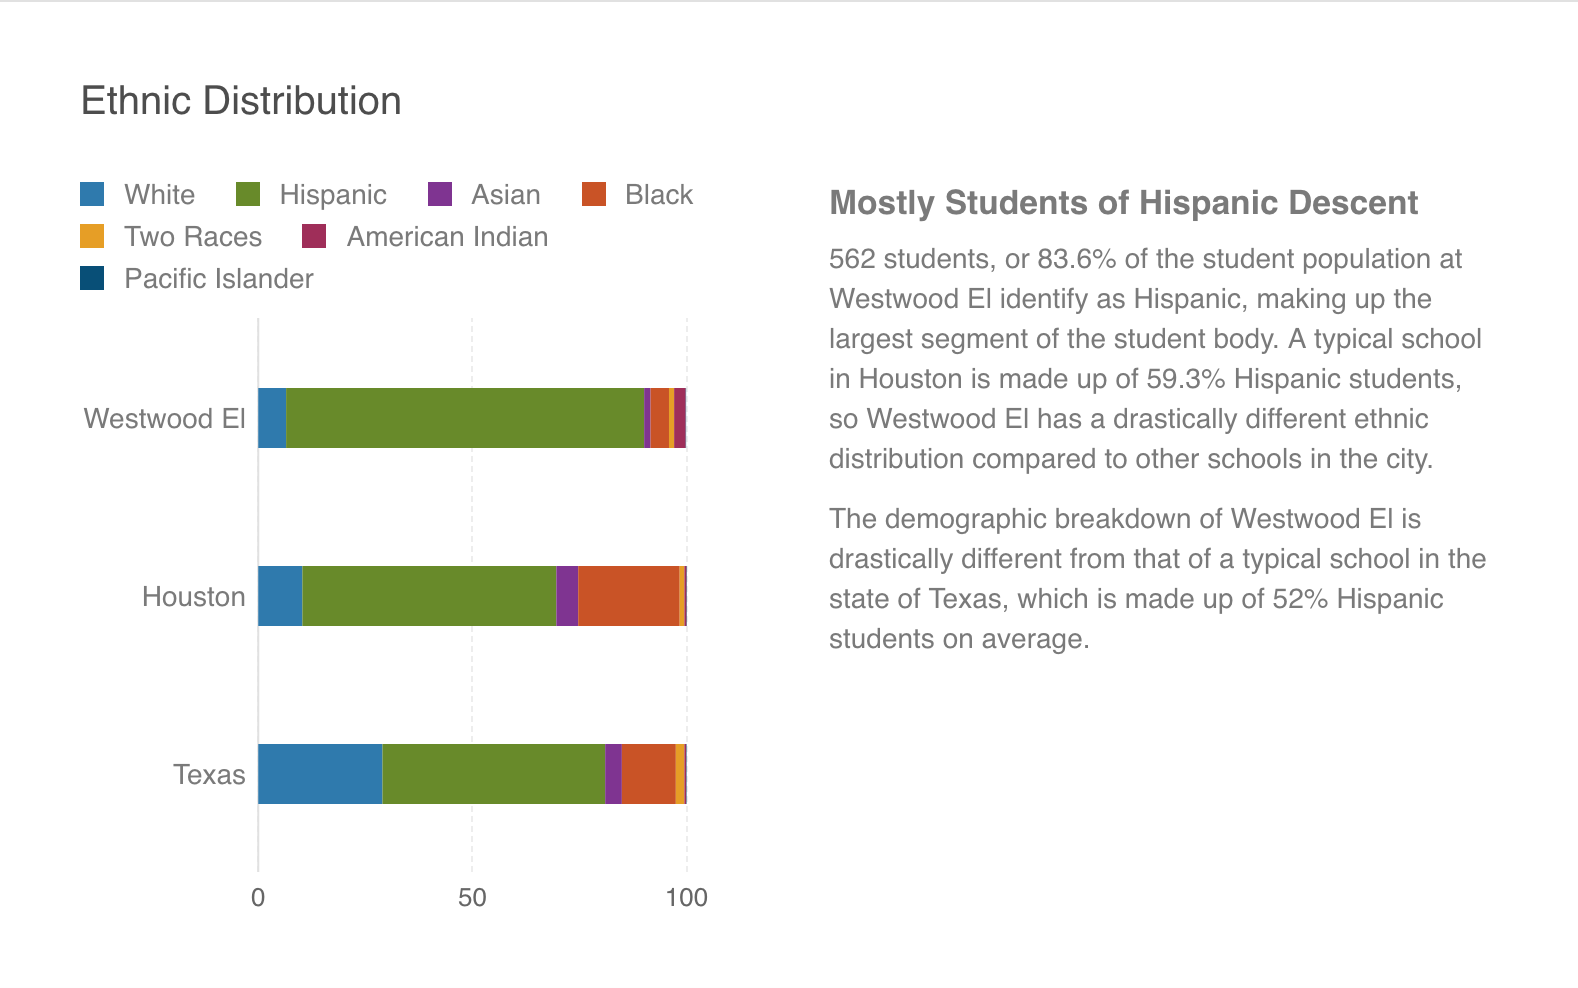 Ethnic Distribution
White Hispanic Asian Black
Two Races American Indian
Pacific Islander
Westwood El
Houston
Texas
0 50 100
Mostly Students of Hispanic Descent
562 students, or 83.6% of the student population at
Westwood El identify as Hispanic, making up the
largest segment of the student body. A typical school
in Houston is made up of 59.3% Hispanic students,
so Westwood El has a drastically different ethnic
distribution compared to other schools in the city.
The demographic breakdown of Westwood El is
drastically different from that of a typical school in the
state of Texas, which is made up of 52% Hispanic
students on average.